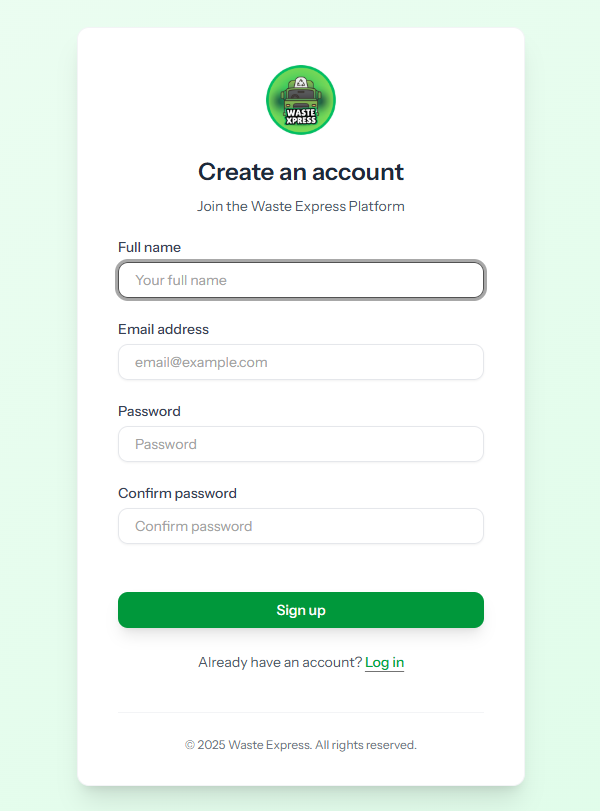 WASTE
XPRESS
Create an account
Join the Waste Express Platform
Full name
Your full name
Email address
email@example.com
Password
Password
Confirm password
Confirm password
Sign up
Already have an account? Log in
© 2025 Waste Express. All rights reserved.